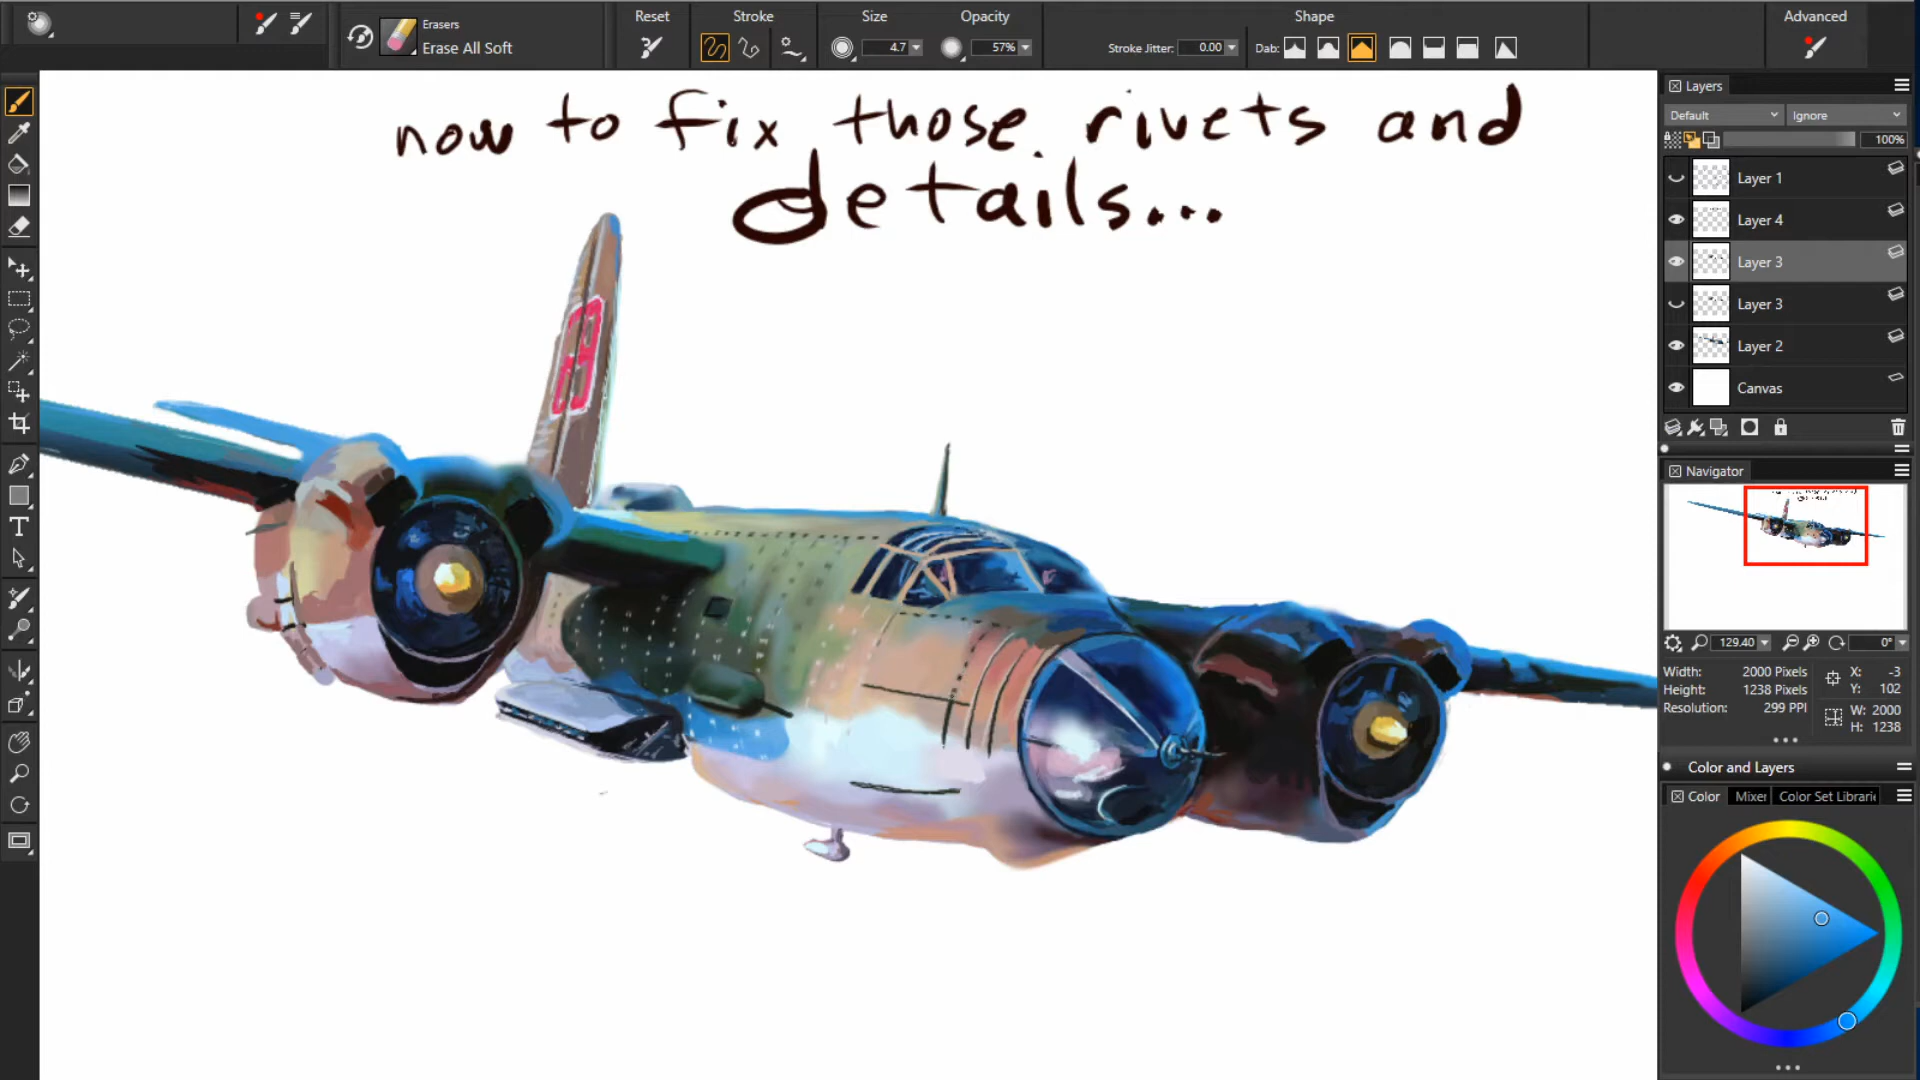 Reset
Stroke
Size
Opacity
Shape
Advanced
Erasers
Erase All Soft
4.7
57%
Stroke Jitter: 0.00
Dab:
now to fix those rivets and
details...
Layers
Default
Ignore
100%
Layer 1
Layer 4
Layer 3
Layer 3
Layer 2
Canvas
Navigator
129.40
0°
Width: 2000 Pixels
Height: 1238 Pixels
Resolution: 299 PPI
X: -3
Y: 102
W: 2000
H: 1238
Color and Layers
Color
Mixer
Color Set Librari
T